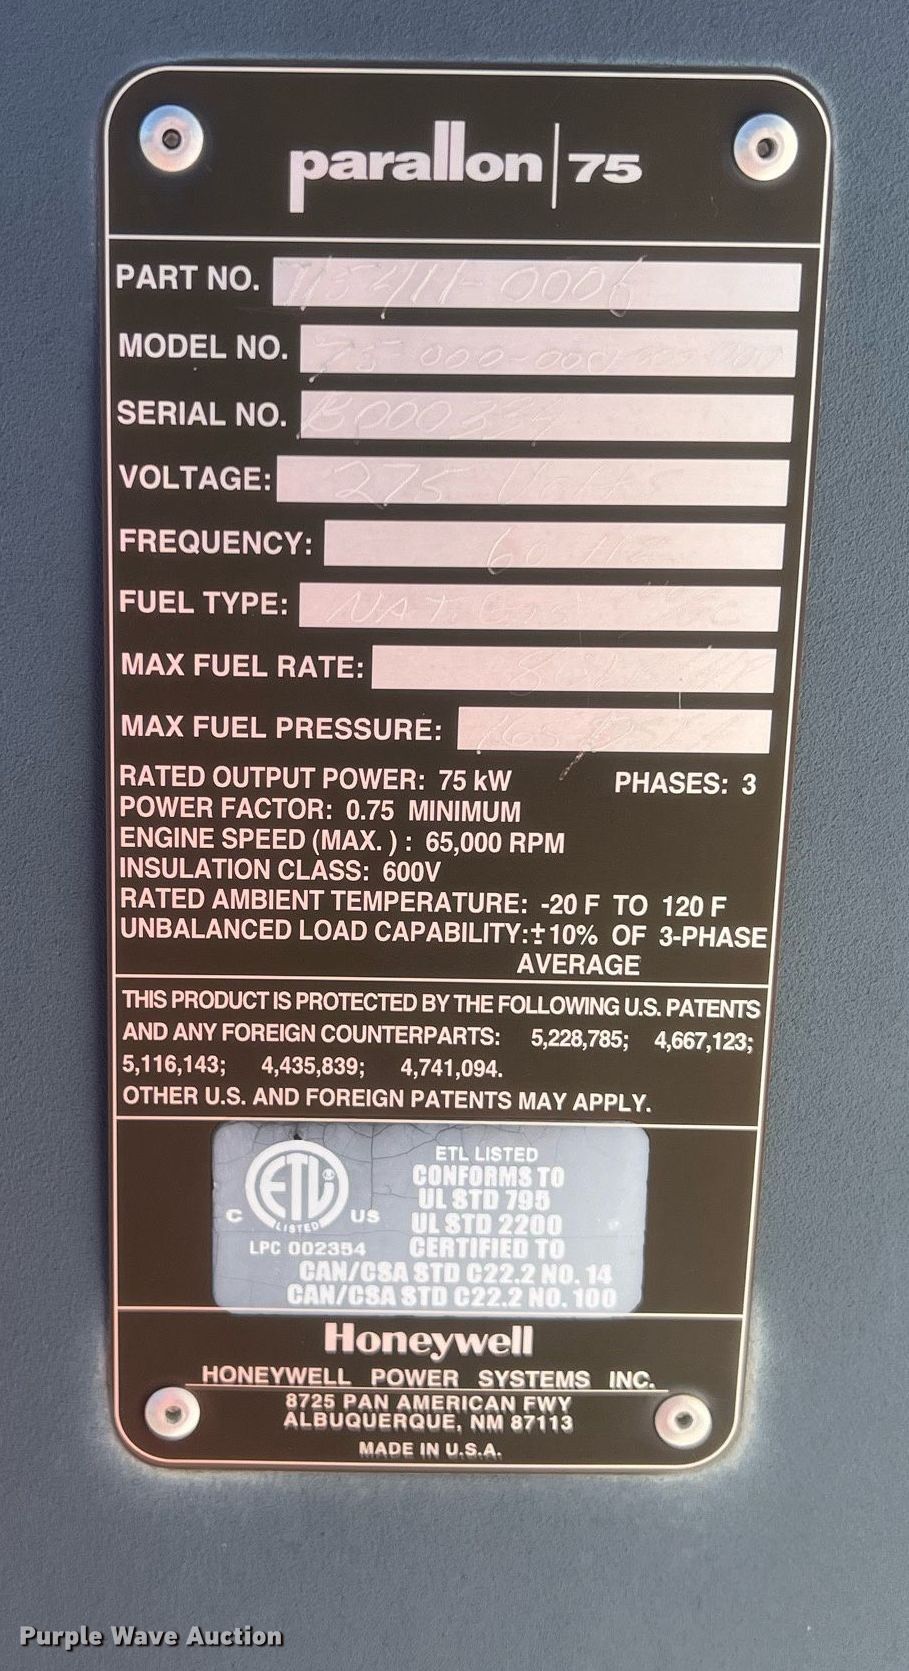 parallon 75
PART NO.
MODEL NO.
SERIAL NO.
VOLTAGE: 275
FREQUENCY: 60 Hz
FUEL TYPE: NAT.
MAX FUEL RATE:
MAX FUEL PRESSURE:
RATED OUTPUT POWER: 75 kW PHASES: 3
POWER FACTOR: 0.75 MINIMUM
ENGINE SPEED (MAX. ) : 65,000 RPM
INSULATION CLASS: 600V
RATED AMBIENT TEMPERATURE: -20 F TO 120 F
UNBALANCED LOAD CAPABILITY:±10% OF 3-PHASE
AVERAGE
THIS PRODUCT IS PROTECTED BY THE FOLLOWING U.S. PATENTS
AND ANY FOREIGN COUNTERPARTS: 5,228,785; 4,667,123;
5,116,143; 4,435,839; 4,741,094.
OTHER U.S. AND FOREIGN PATENTS MAY APPLY.
ETL LISTED
CONFORMS TO
UL STD 795
UL STD 2200
CERTIFIED TO
CAN/CSA STD C22.2 NO. 14
CAN/CSA STD C22.2 NO. 100
C ETL ® US
LISTED
LPC 002354
Honeywell
HONEYWELL POWER SYSTEMS INC.
8725 PAN AMERICAN FWY
ALBUQUERQUE, NM 87113
MADE IN U.S.A.
Purple Wave Auction